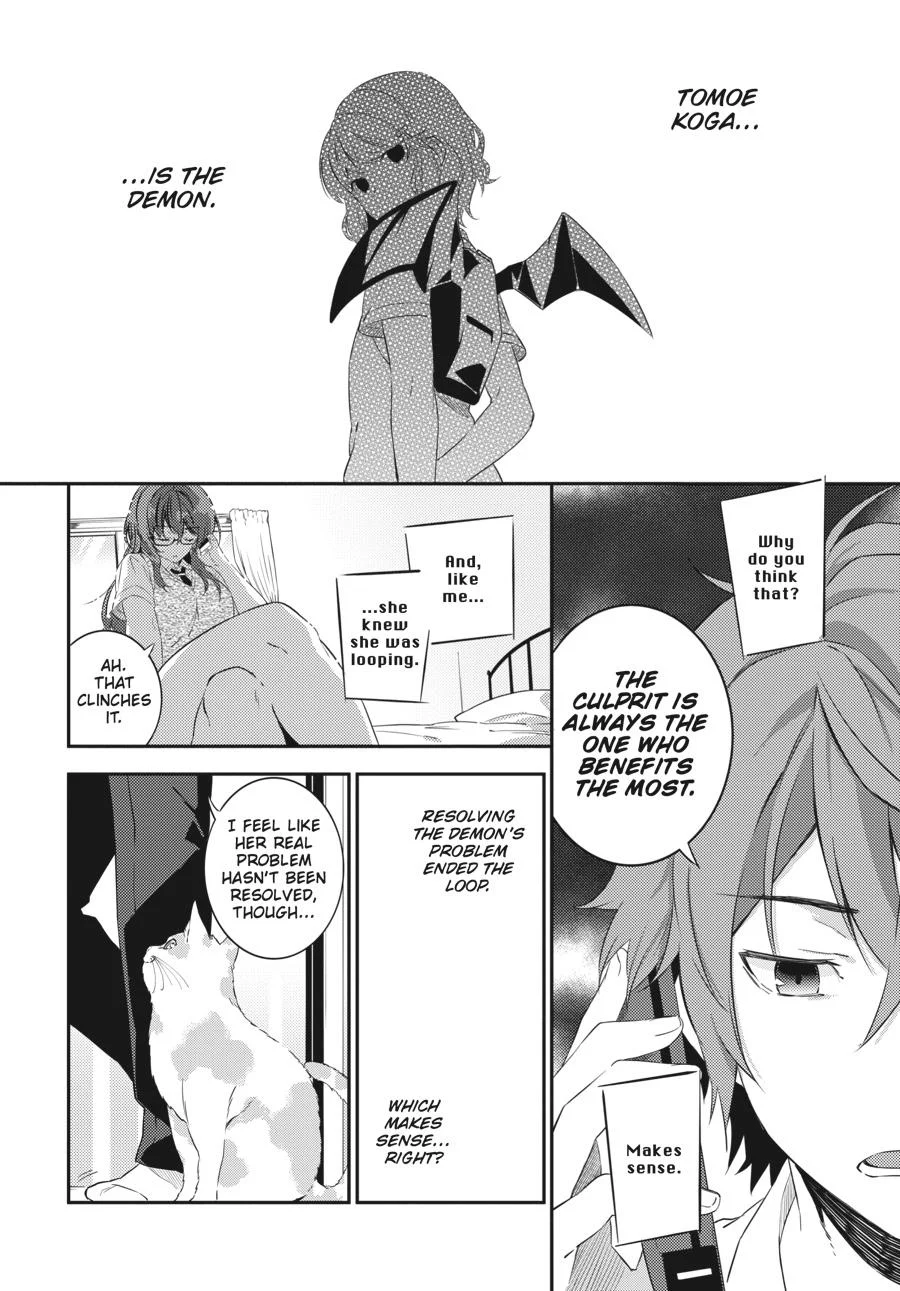 TOMOE
KOGA...
...IS THE
DEMON.
Why
do you
think
that?
THE
CULPRIT IS
ALWAYS THE
ONE WHO
BENEFITS
THE MOST.
Makes
sense.
And,
like
me...
...she
knew
she was
looping.
AH.
THAT
CLINCHES
IT.
RESOLVING
THE DEMON'S
PROBLEM
ENDED THE
LOOP.
WHICH
MAKES
SENSE...
RIGHT?
I FEEL LIKE
HER REAL
PROBLEM
HASN'T BEEN
RESOLVED,
THOUGH...